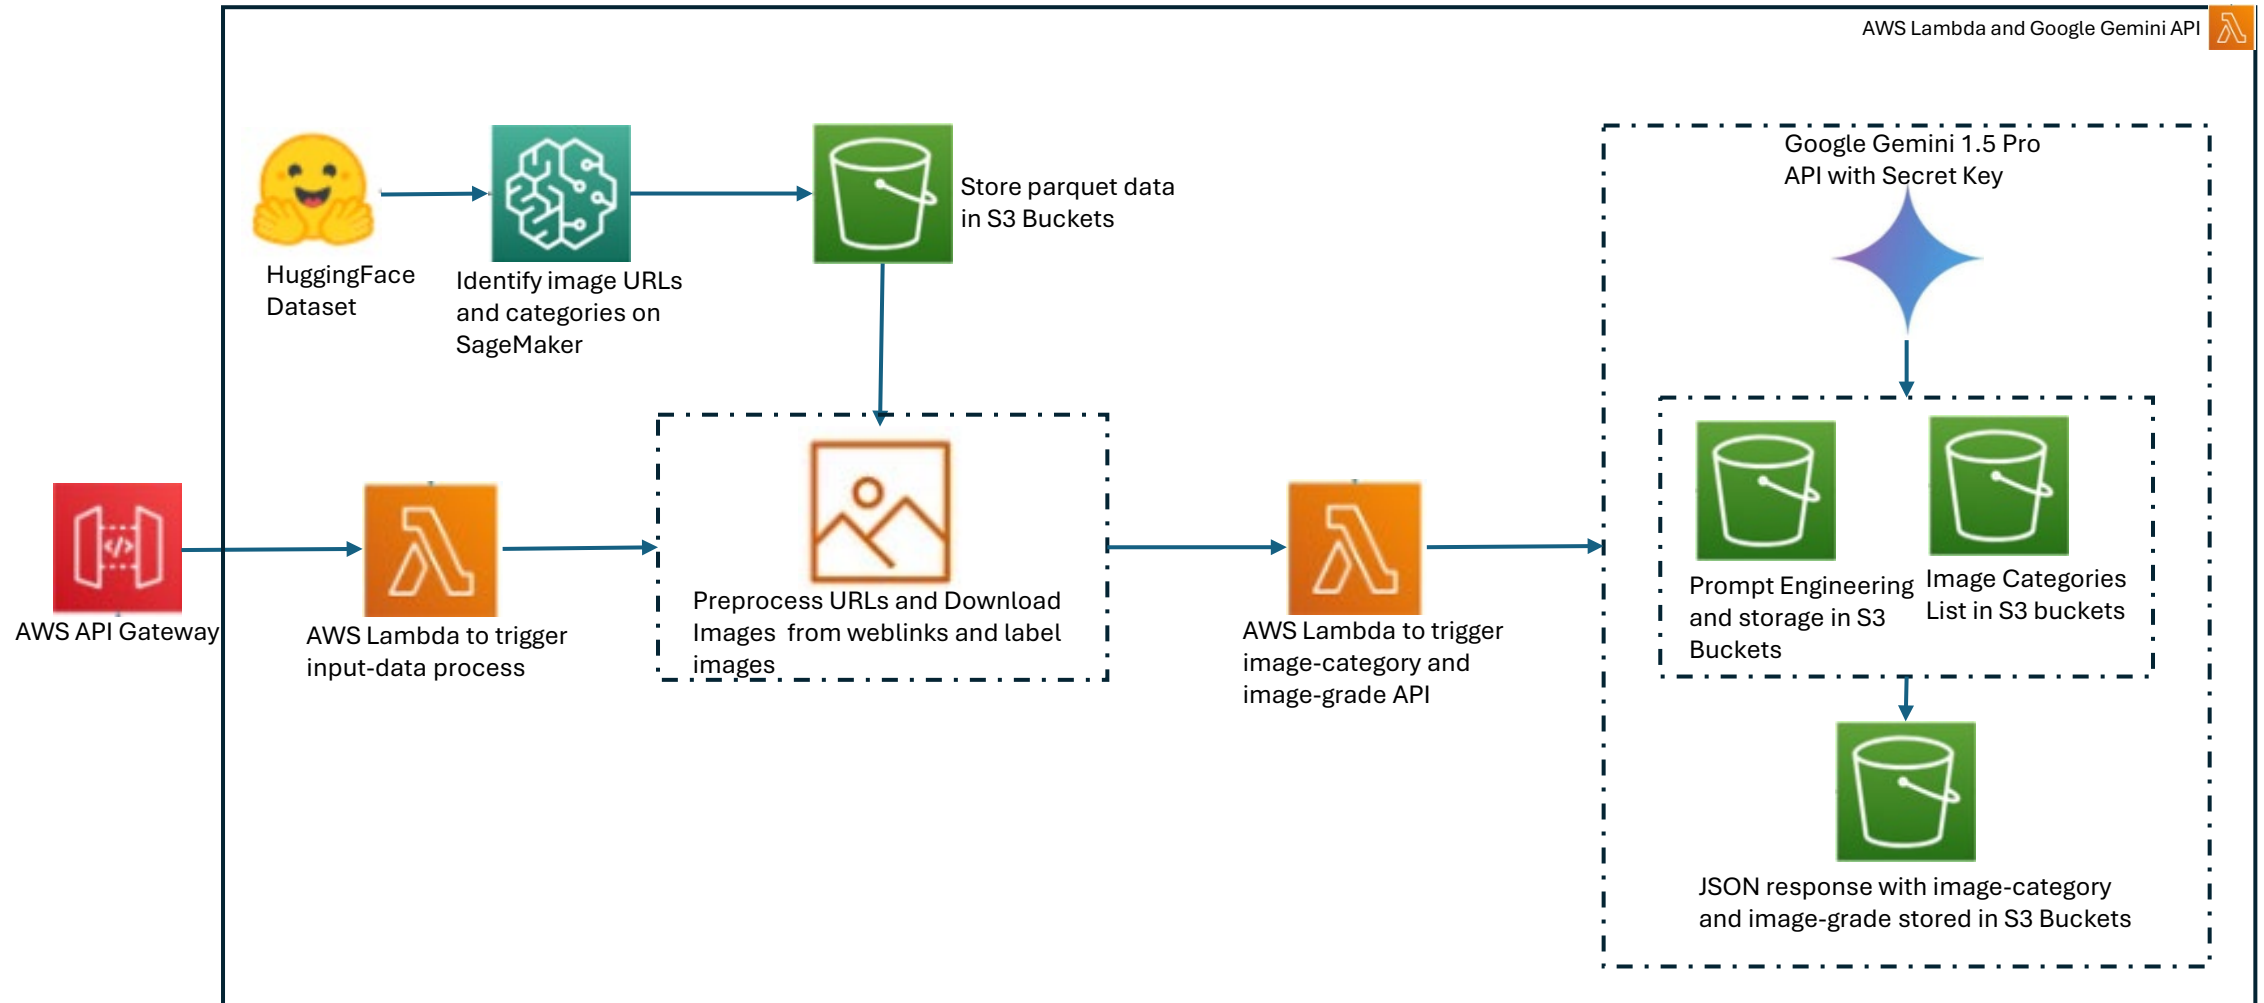 AWS Lambda and Google Gemini API
Google Gemini 1.5 Pro
API with Secret Key
Store parquet data
in S3 Buckets
HuggingFace
Dataset
Identify image URLs
and categories on
SageMaker
</>
AWS API Gateway
AWS Lambda to trigger
input-data process
Preprocess URLs and Download
Images from weblinks and label
images
AWS Lambda to trigger
image-category and
image-grade API
Prompt Engineering
and storage in S3
Buckets
Image Categories
List in S3 buckets
JSON response with image-category
and image-grade stored in S3 Buckets